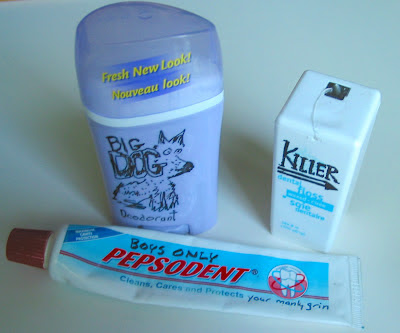 Fresh New Look!
Nouveau look!
BIG
DOG
Deodorant
KILLER
dental
floss
soie
dentaire
BOYS ONLY
PEPSODENT®
Cleans, Cares and Protects your manly grin